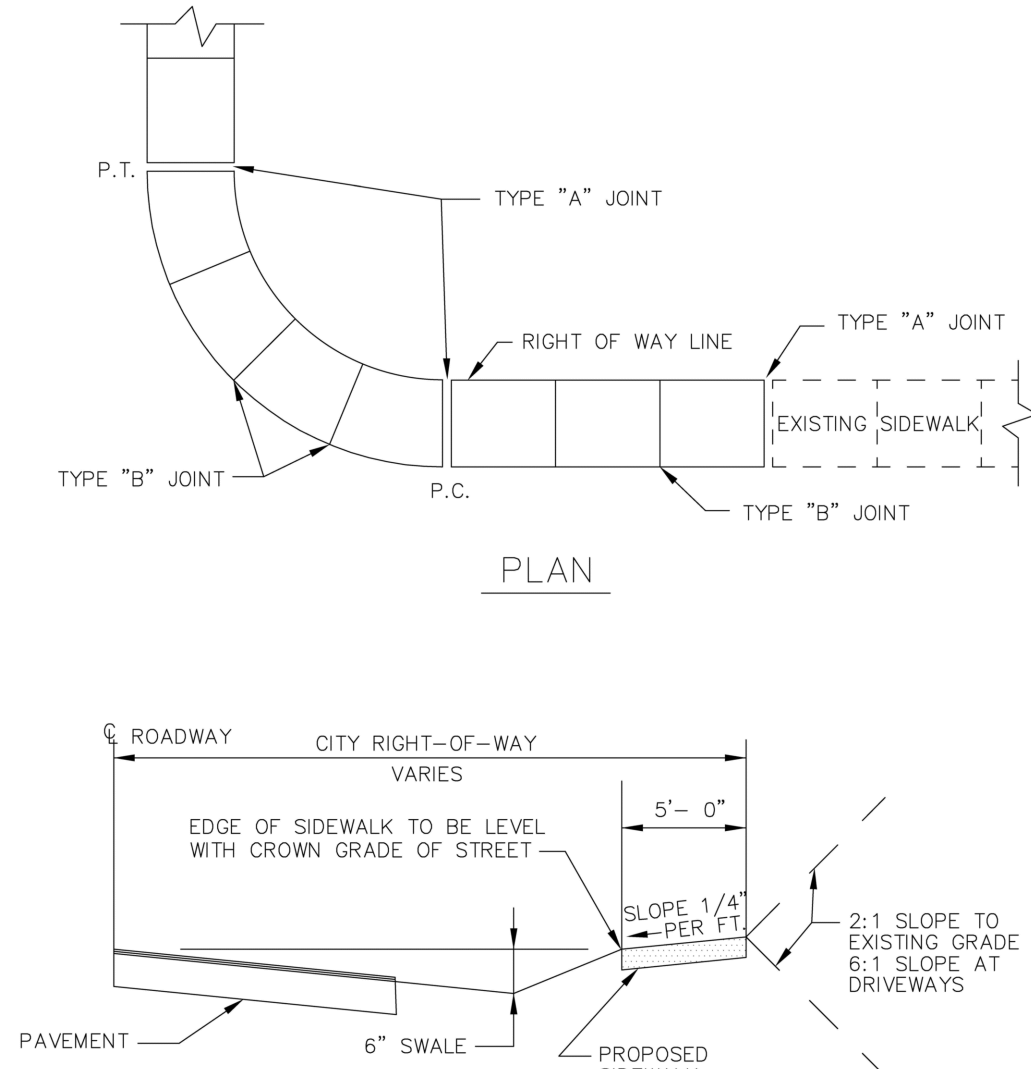 P.T.
TYPE "A" JOINT
TYPE "A" JOINT
RIGHT OF WAY LINE
EXISTING SIDEWALK
TYPE "B" JOINT
P.C.
TYPE "B" JOINT
PLAN
℄ ROADWAY
CITY RIGHT-OF-WAY
VARIES
5'- 0"
EDGE OF SIDEWALK TO BE LEVEL
WITH CROWN GRADE OF STREET
SLOPE 1/4"
PER FT.
2:1 SLOPE TO
EXISTING GRADE
6:1 SLOPE AT
DRIVEWAYS
PAVEMENT
6" SWALE
PROPOSED